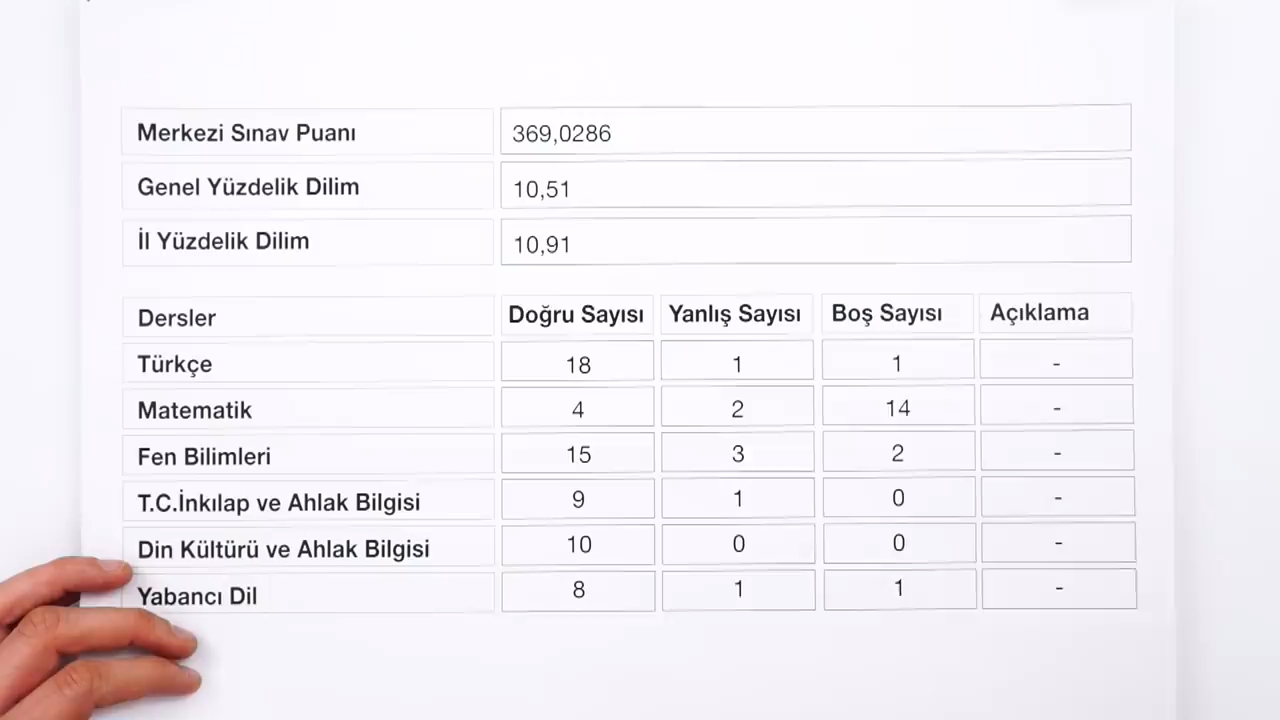 Merkezi Sınav Puanı 369,0286
Genel Yüzdelik Dilim 10,51
İl Yüzdelik Dilim 10,91
Dersler Doğru Sayısı Yanlış Sayısı Boş Sayısı Açıklama
Türkçe 18 1 1 -
Matematik 4 2 14 -
Fen Bilimleri 15 3 2 -
T.C.İnkılap ve Ahlak Bilgisi 9 1 0 -
Din Kültürü ve Ahlak Bilgisi 10 0 0 -
Yabancı Dil 8 1 1 -